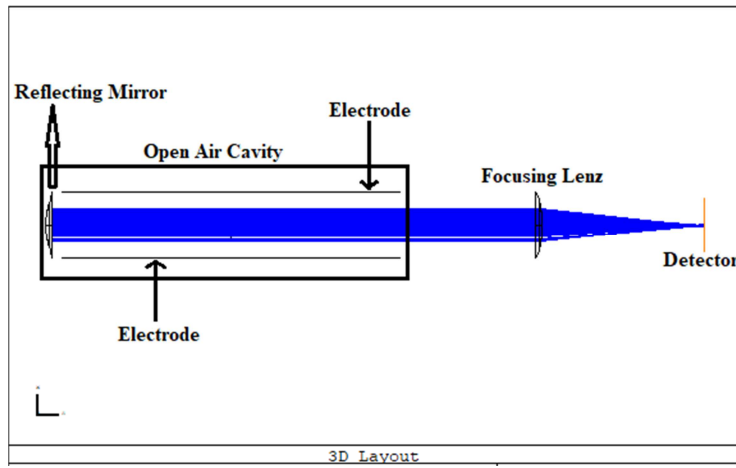 Reflecting Mirror
Electrode
Open Air Cavity
Focusing Lenz
Detector
Electrode
3D Layout